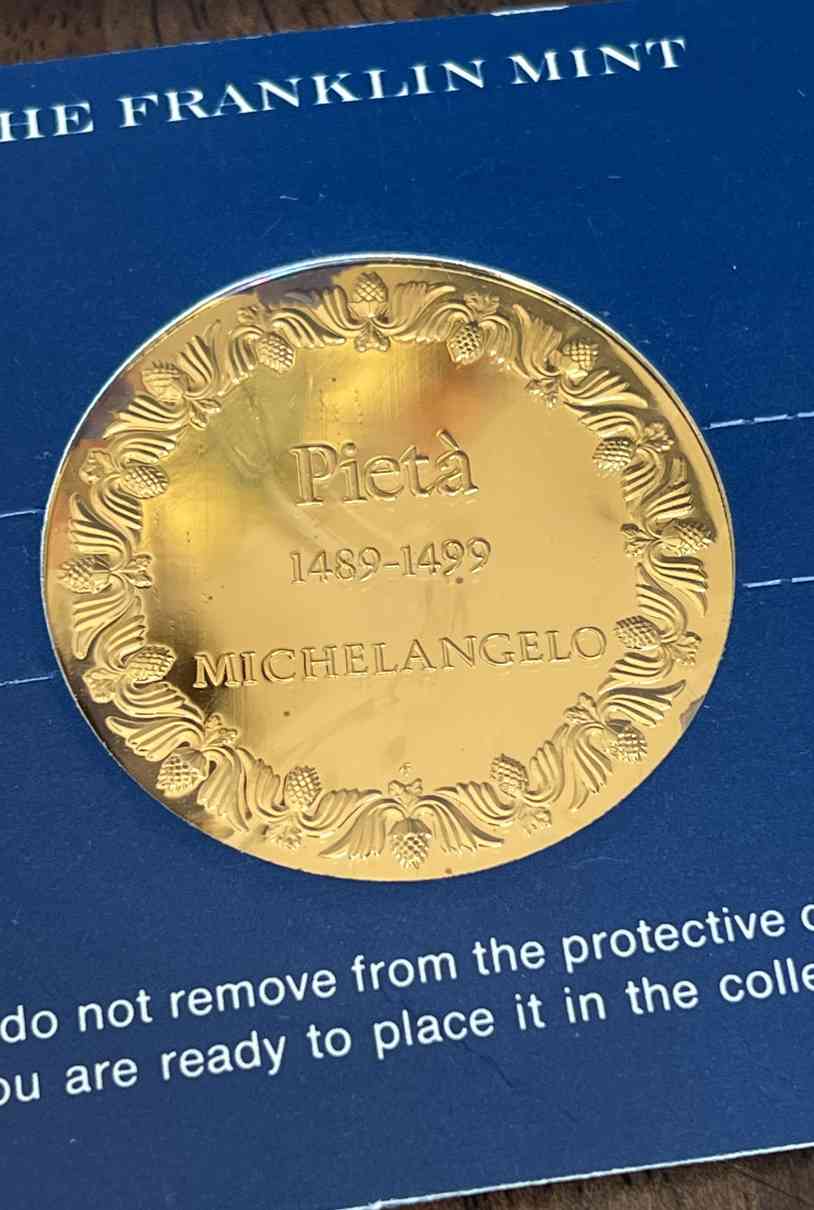 HE FRANKLIN MINT
Pietà
1489-1499
MICHELANGELO
do not remove from the protective
ou are ready to place it in the colle